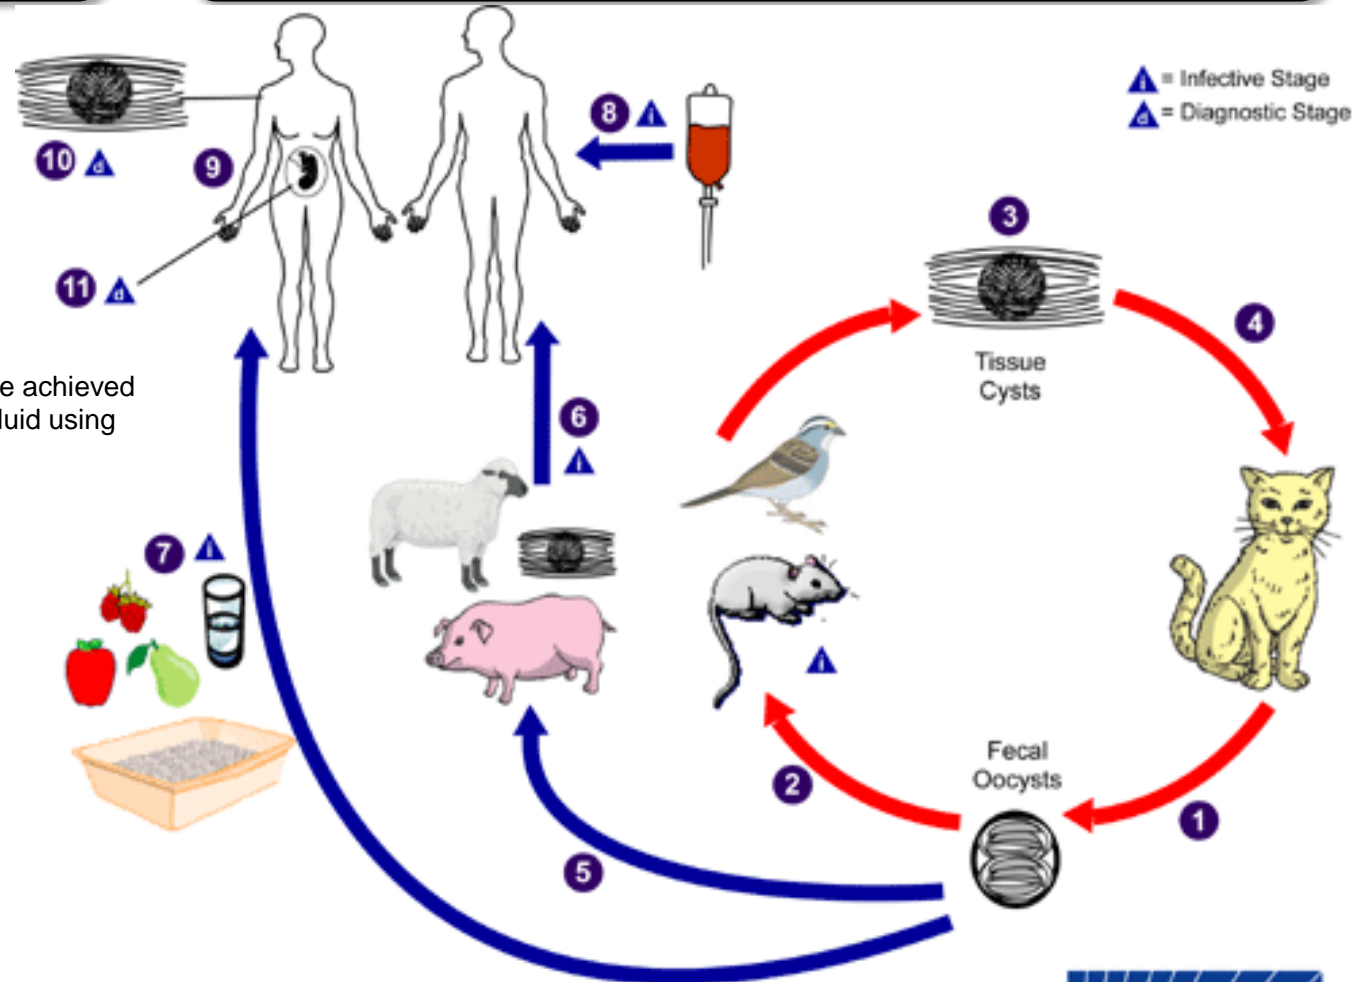 i = Infective Stage
d = Diagnostic Stage
10 d
9
8 i
11 d
3
Tissue
Cysts
4
e achieved
luid using
6
i
7 i
i
Fecal
Oocysts
2
1
5